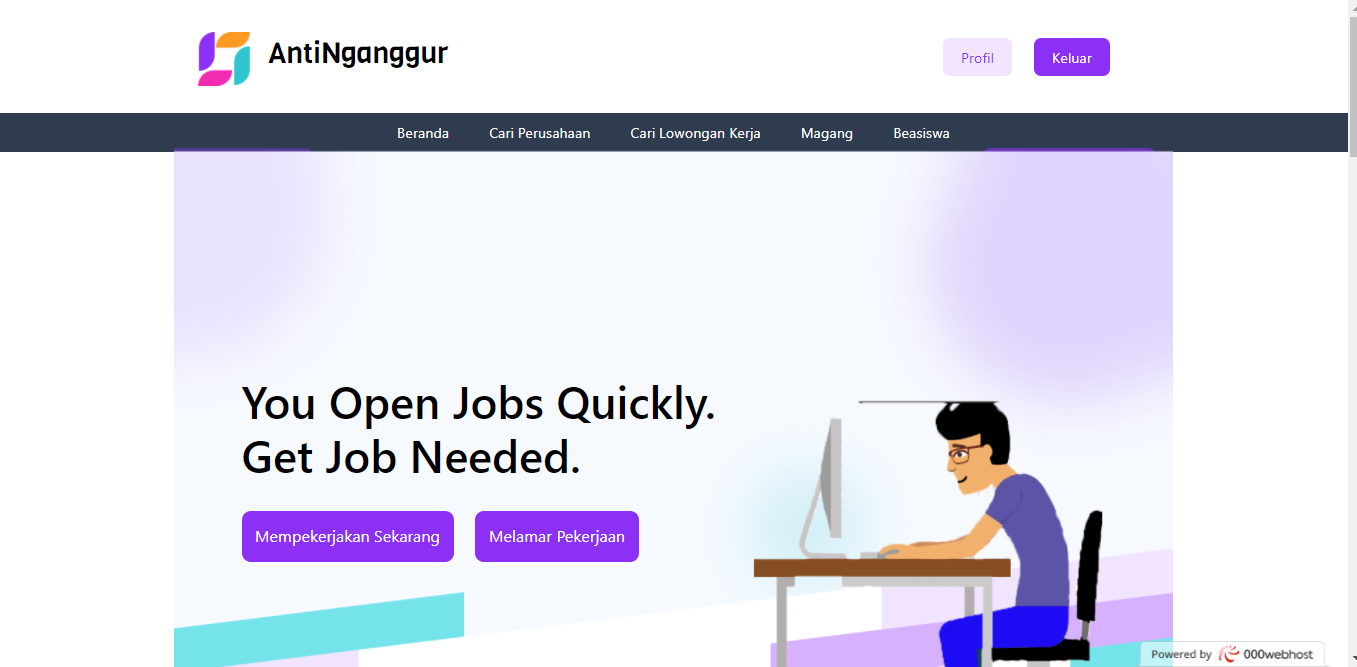 AntiNganggur
Profil
Keluar
Beranda
Cari Perusahaan
Cari Lowongan Kerja
Magang
Beasiswa
You Open Jobs Quickly.
Get Job Needed.
Mempekerjakan Sekarang
Melamar Pekerjaan
Powered by 000webhost